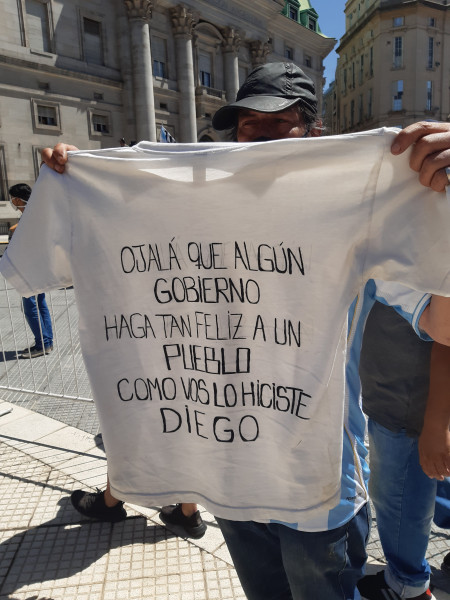 OJALÁ QUE ALGÚN
GOBIERNO
HAGA TAN FELIZ A UN
PUEBLO
COMO VOS LO HICISTE
DIEGO